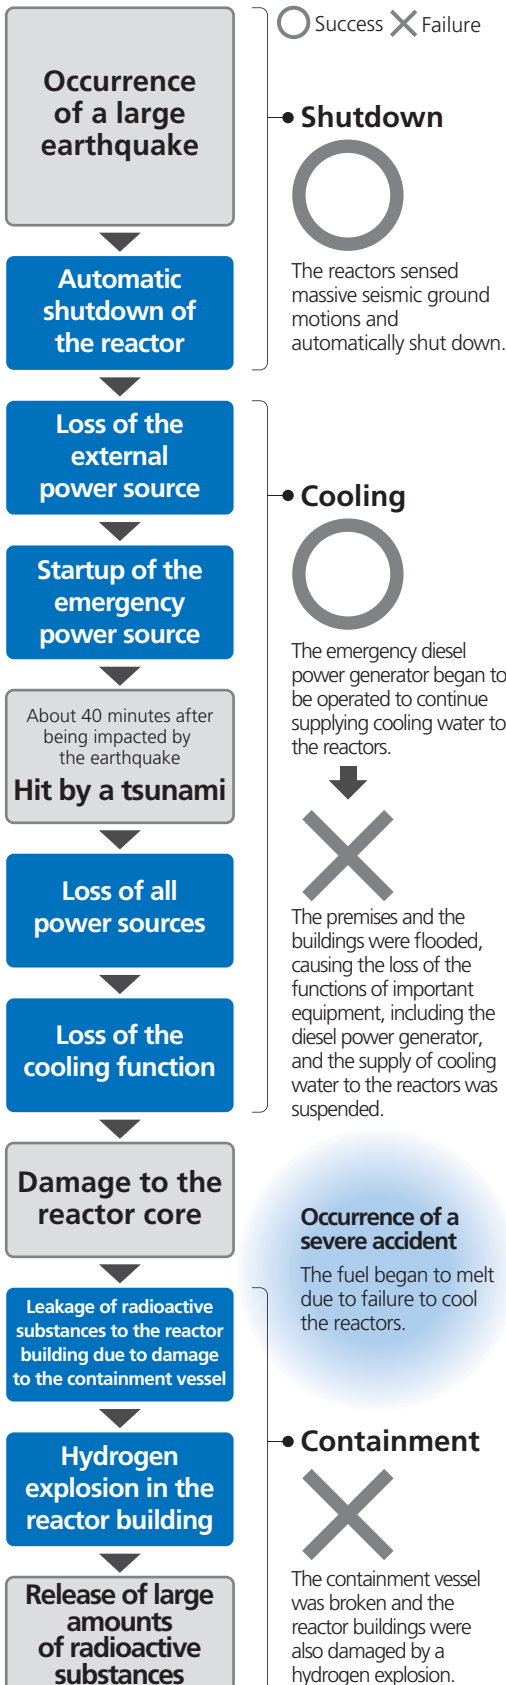 Success
Failure
Occurrence
of a large
earthquake
Shutdown
The reactors sensed
massive seismic ground
motions and
automatically shut down.
Automatic
shutdown of
the reactor
Loss of the
external
power source
Cooling
Startup of the
emergency
power source
The emergency diesel
power generator began to
be operated to continue
supplying cooling water to
the reactors.
About 40 minutes after
being impacted by
the earthquake
Hit by a tsunami
Loss of all
power sources
The premises and the
buildings were flooded,
causing the loss of the
functions of important
equipment, including the
diesel power generator,
and the supply of cooling
water to the reactors was
suspended.
Loss of the
cooling function
Damage to the
reactor core
Occurrence of a
severe accident
The fuel began to melt
due to failure to cool
the reactors.
Leakage of radioactive
substances to the reactor
building due to damage
to the containment vessel
Containment
Hydrogen
explosion in the
reactor building
The containment vessel
was broken and the
reactor buildings were
also damaged by a
hydrogen explosion.
Release of large
amounts
of radioactive
substances